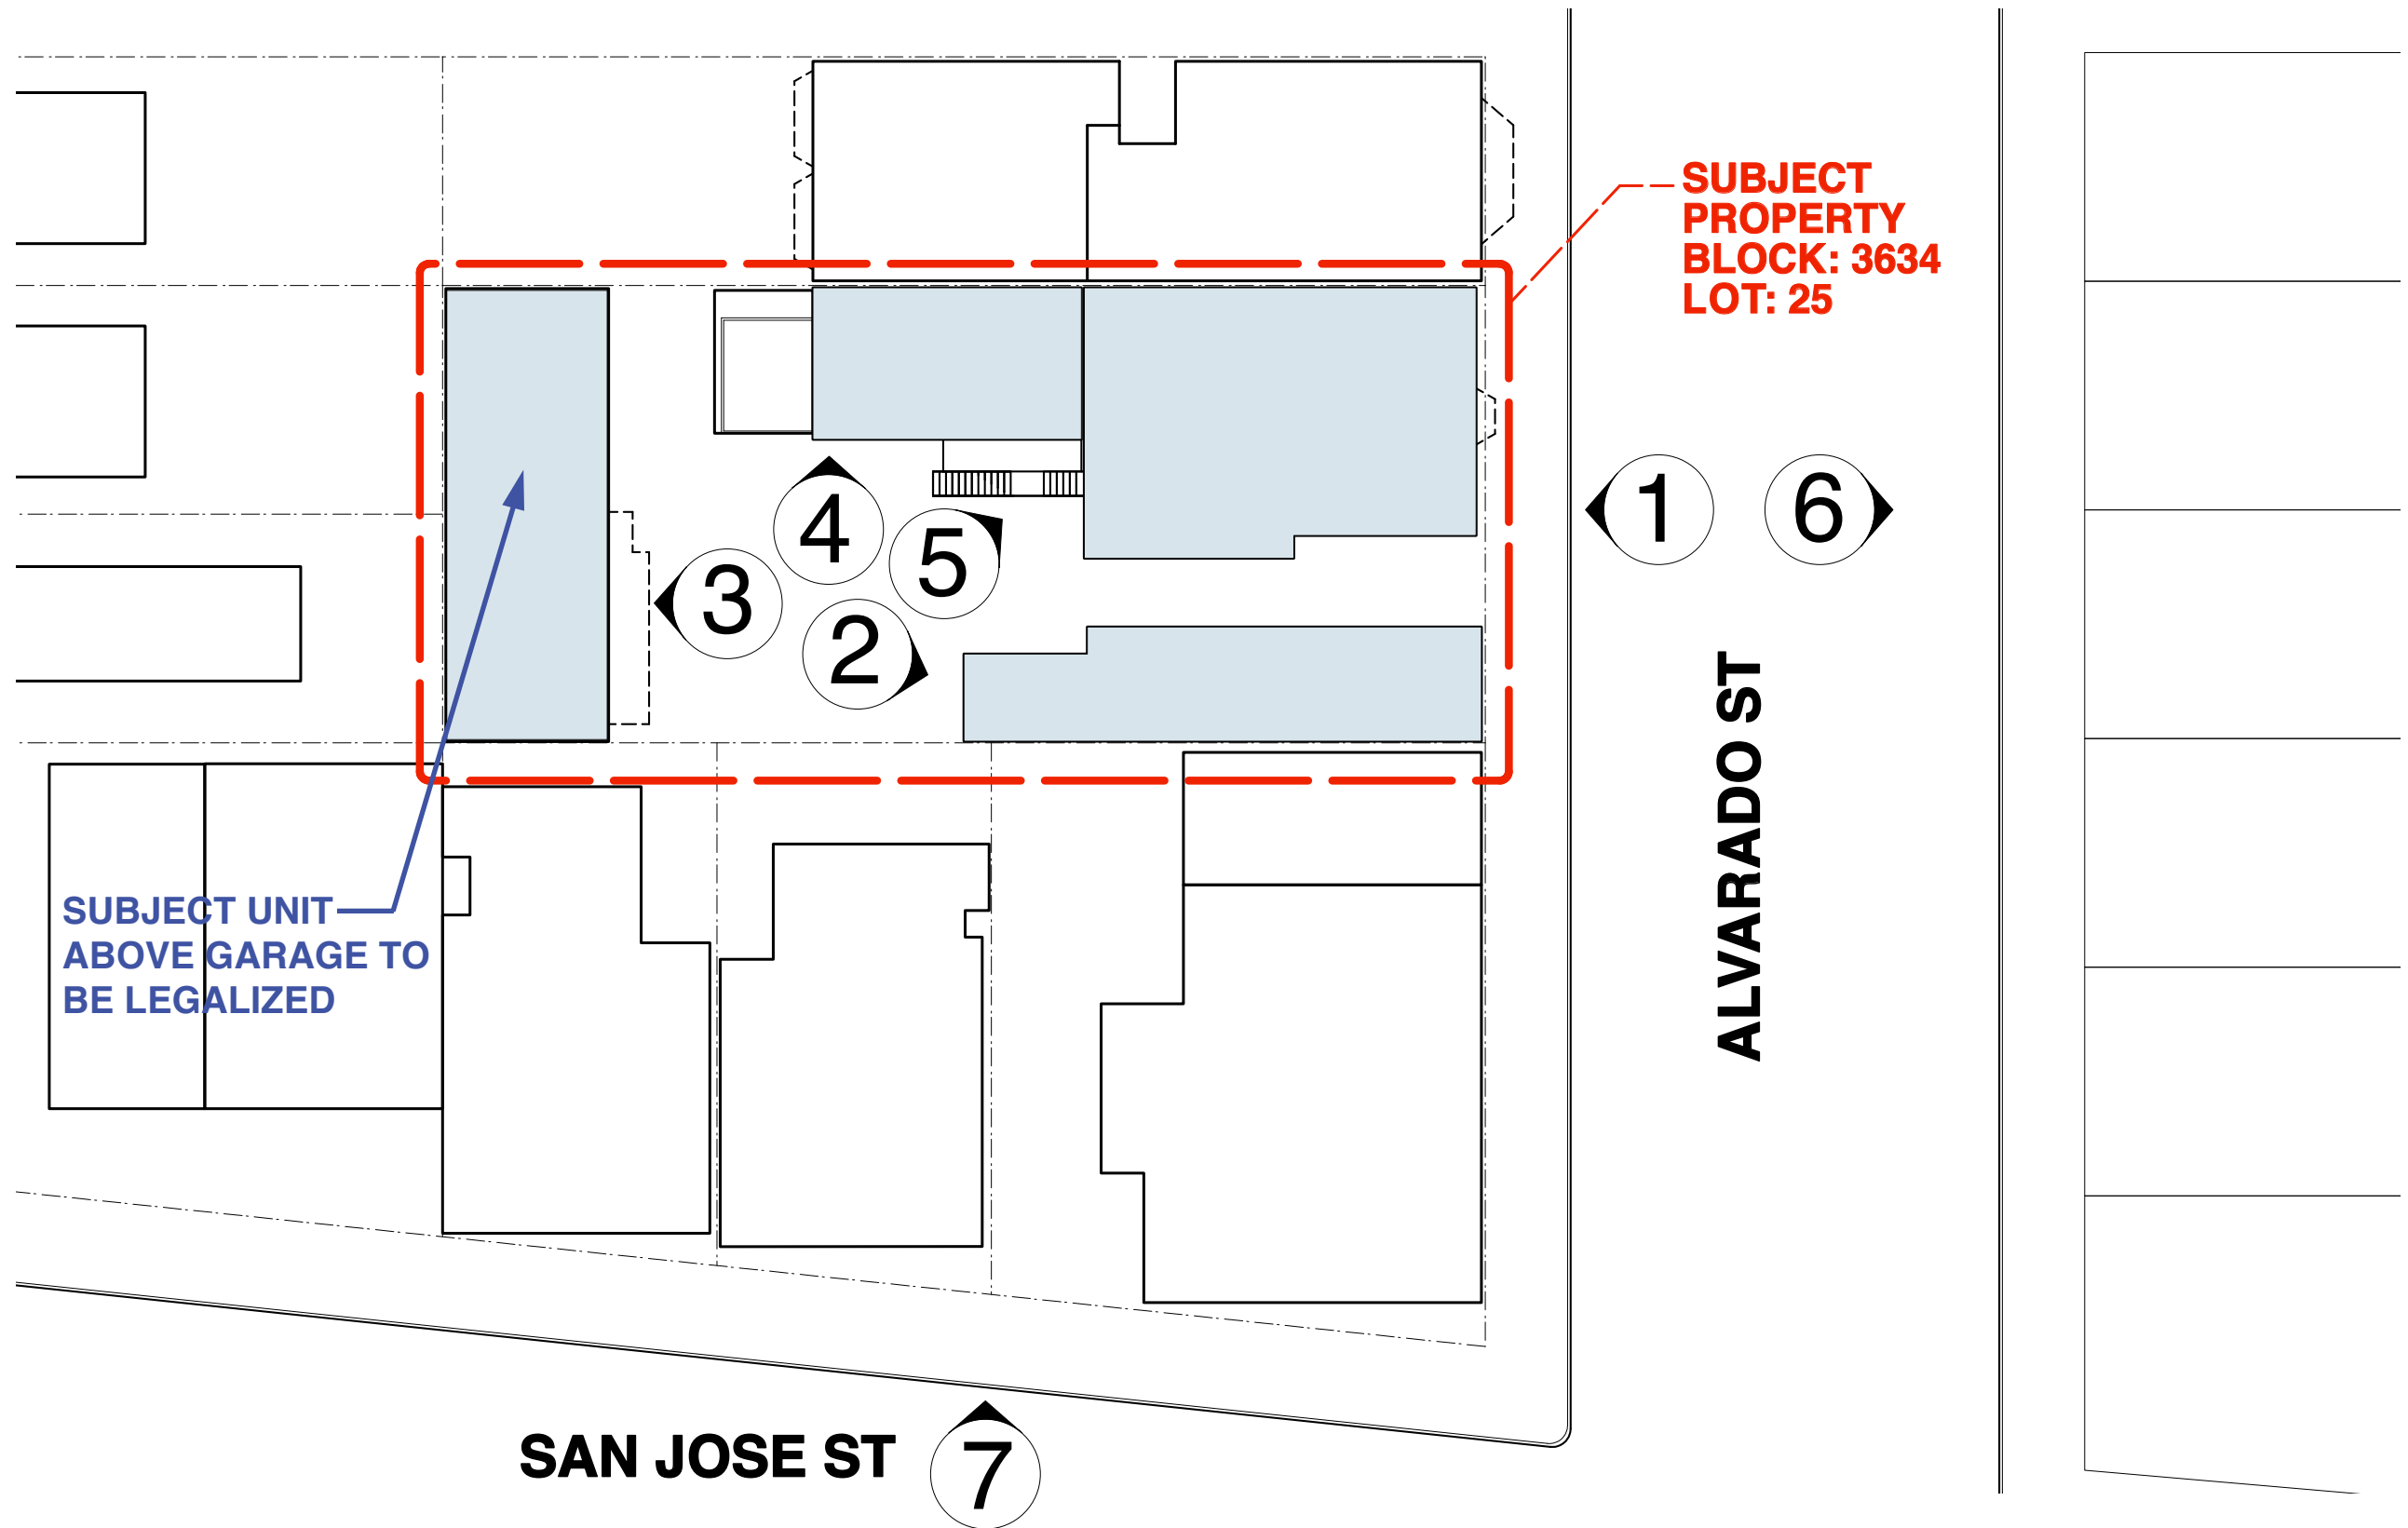 SUBJECT
PROPERTY
BLOCK: 3634
LOT: 25
4
1
6
5
3
2
ALVARADO ST
SUBJECT UNIT
ABOVE GARAGE TO
BE LEGALIZED
SAN JOSE ST
7